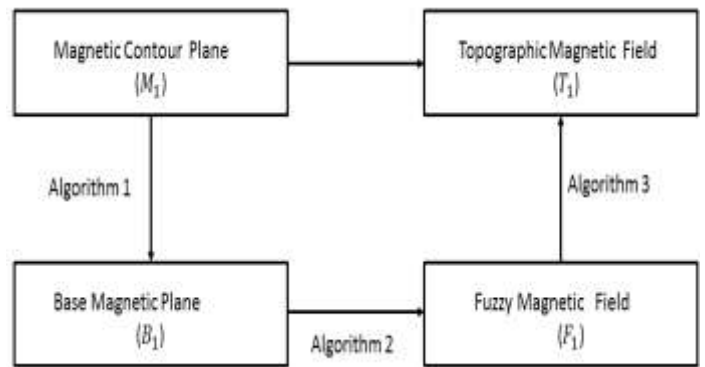 Magnetic Contour Plane
(M₁)
Topographic Magnetic Field
(T₁)
Algorithm 1
Algorithm 3
Base Magnetic Plane
(B₁)
Algorithm 2
Fuzzy Magnetic Field
(F₁)